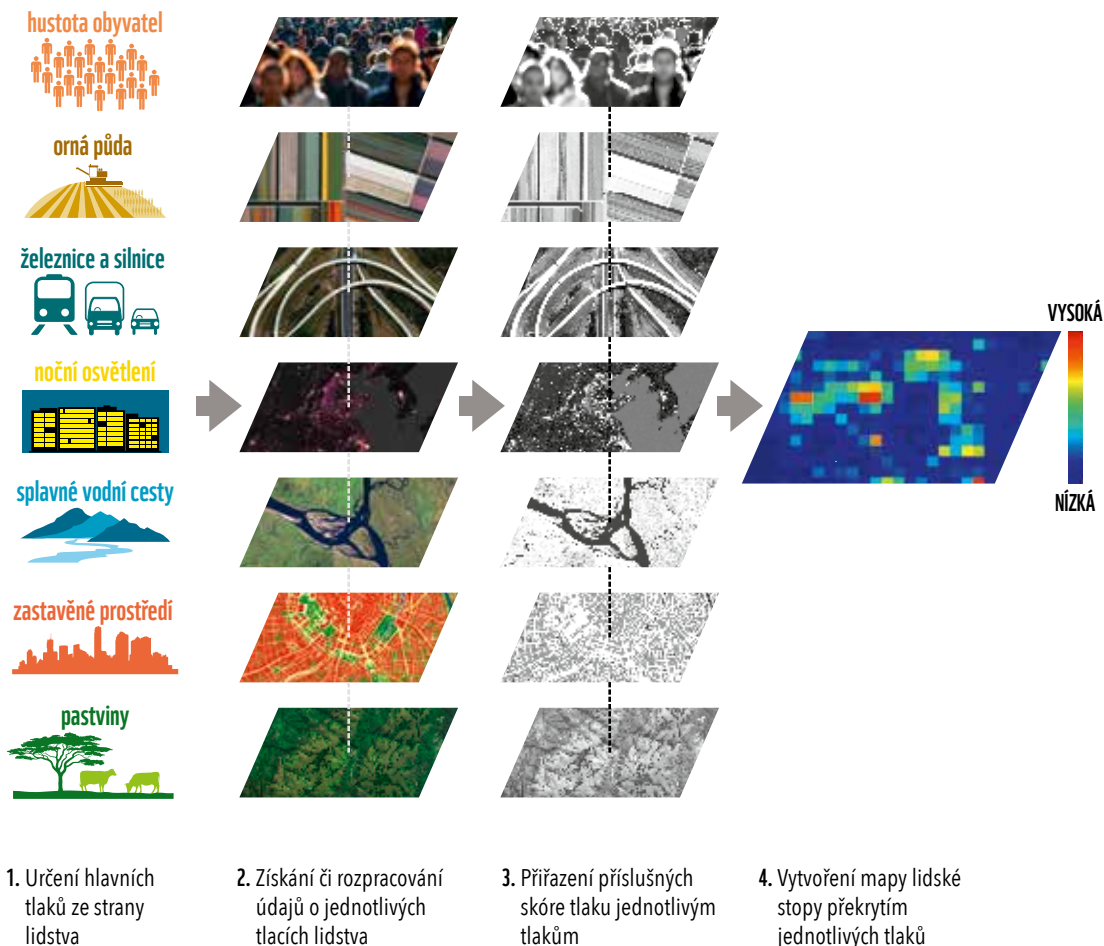 hustota obyvatel
orná půda
železnice a silnice
noční osvětlení
splavné vodní cesty
zastavěné prostředí
pastviny
VYSOKÁ
NÍZKÁ
1. Určení hlavních
tlaků ze strany
lidstva
2. Získání či rozpracování
údajů o jednotlivých
tlacích lidstva
3. Přiřazení příslušných
skóre tlaku jednotlivým
tlakům
4. Vytvoření mapy lidské
stopy překrytím
jednotlivých tlaků